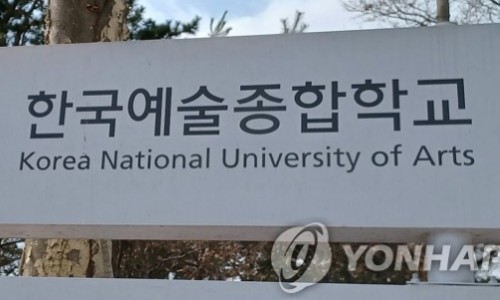 한국예술종합학교
Korea National University of Arts
YONHAP